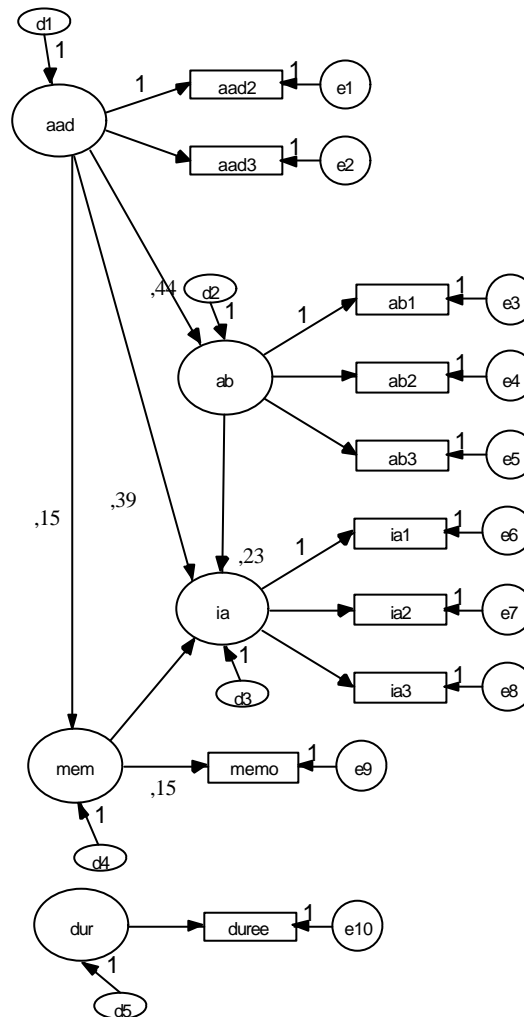 d1
1
1
aad2
1
e1
aad
aad3
1
e2
,44
d2
1
1
ab1
1
e3
ab
ab2
1
e4
ab3
1
e5
,15
,39
,23
1
ia1
1
e6
ia
ia2
1
e7
1
d3
ia3
1
e8
mem
,15
memo
1
e9
1
d4
dur
duree
1
e10
1
d5